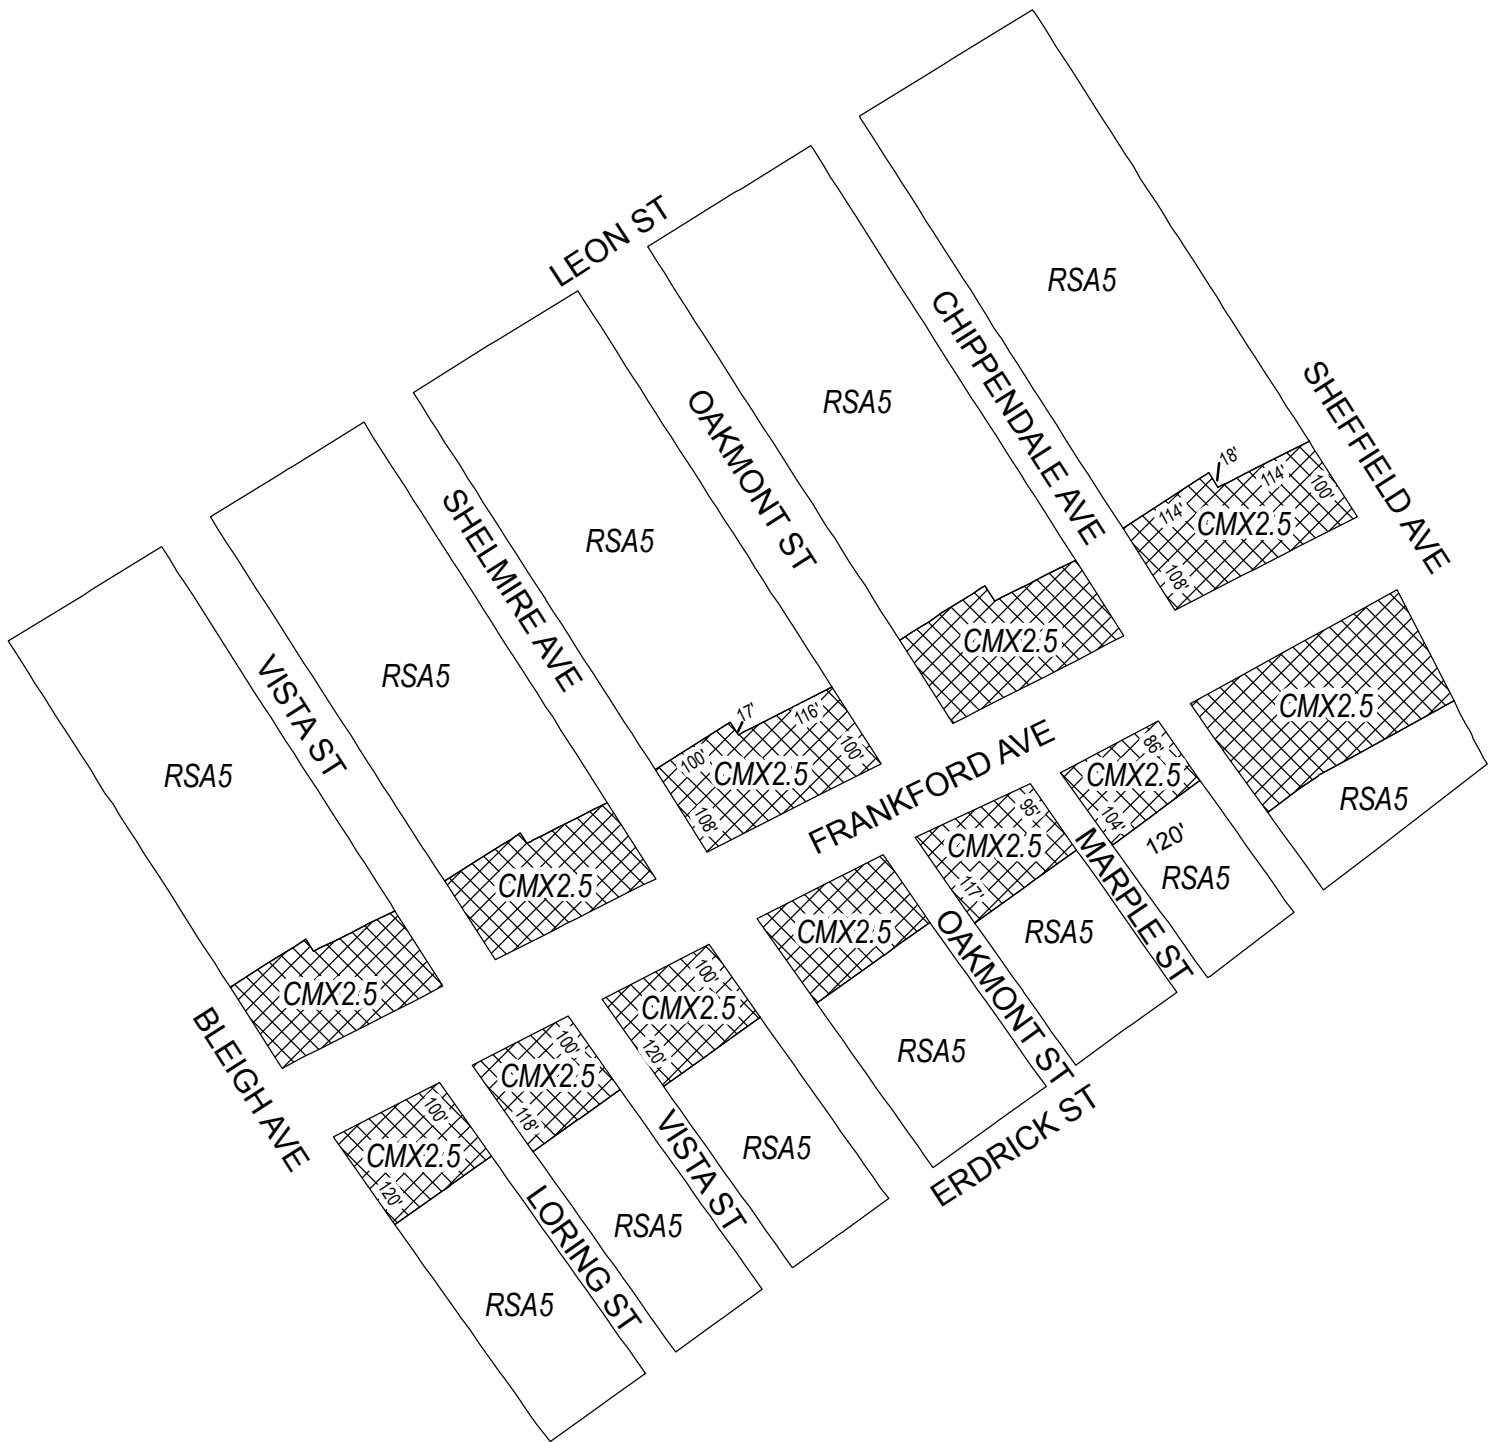 LEON ST
RSA5
CHIPPENDALE AVE
SHEFFIELD AVE
RSA5
OAKMONT ST
18'
114'
114'
100'
CMX2.5
108'
SHELMIRE AVE
RSA5
CMX2.5
VISTA ST
RSA5
17'
116'
100'
100'
CMX2.5
108'
FRANKFORD AVE
CMX2.5
RSA5
86'
CMX2.5
104'
120'
RSA5
RSA5
95'
CMX2.5
117'
MARPLE ST
RSA5
CMX2.5
CMX2.5
OAKMONT ST
CMX2.5
BLEIGH AVE
100'
CMX2.5
120'
RSA5
100'
CMX2.5
118'
VISTA ST
RSA5
ERDRICK ST
100'
CMX2.5
120'
LORING ST
RSA5
RSA5